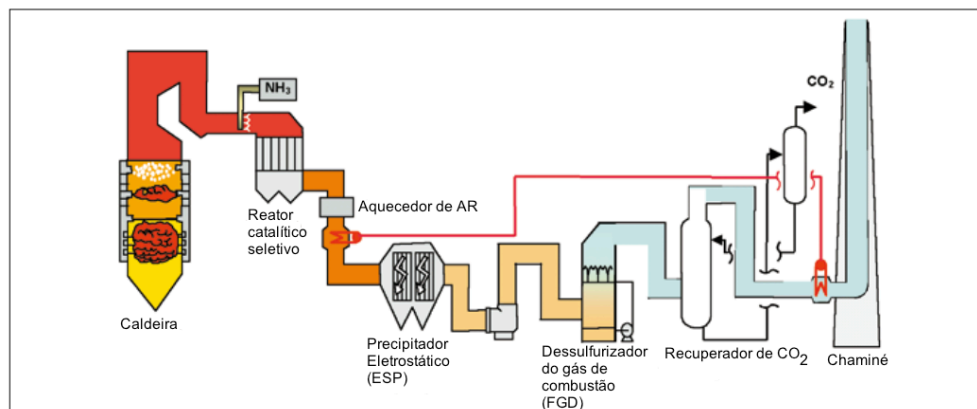 NH₃
CO₂
Aquecedor de AR
Reator
catalítico
seletivo
Caldeira
Precipitador
Eletrostático
(ESP)
Dessulfurizador
do gás de
combustão
(FGD)
Recuperador de CO₂
Chaminé